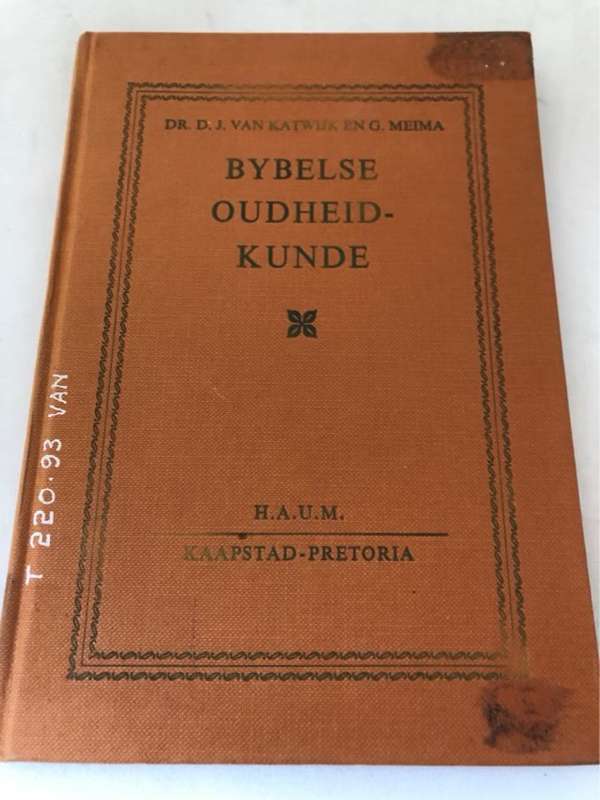 DR. D. J. VAN KATWIJK EN G. MEIMA
BYBELSE
OUDHEID-
KUNDE
H.A.U.M.
KAAPSTAD-PRETORIA
T 220.93 VAN